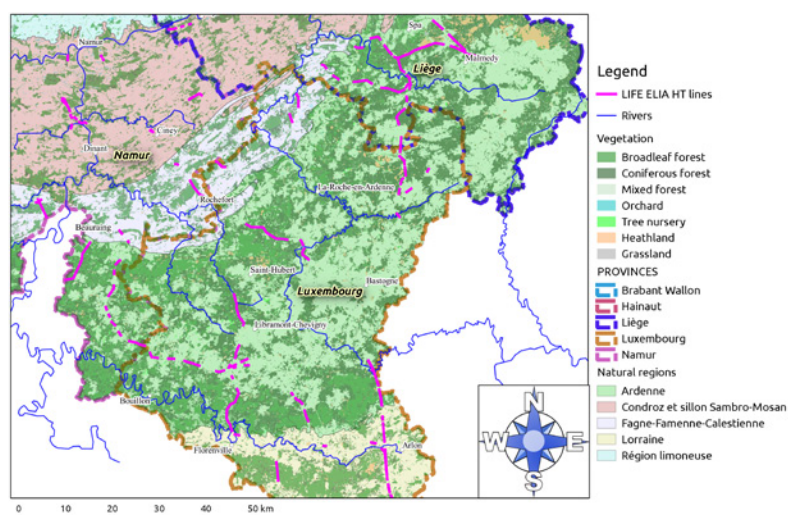 Spa
Namur
Malmedy
Liège
Ciney
Dinant
Namur
La-Roche-en-Ardenne
Rochefort
Beauraing
Saint-Hubert
Bastogne
Luxembourg
Libramont-Chevigny
Bouillon
Florenville
Arlon
N
W
E
S
0 10 20 30 40 50 km
Legend
LIFE ELIA HT lines
Rivers
Vegetation
Broadleaf forest
Coniferous forest
Mixed forest
Orchard
Tree nursery
Heathland
Grassland
PROVINCES
Brabant Wallon
Hainaut
Liège
Luxembourg
Namur
Natural regions
Ardenne
Condroz et sillon Sambro-Mosan
Fagne-Famenne-Calestienne
Lorraine
Région limoneuse